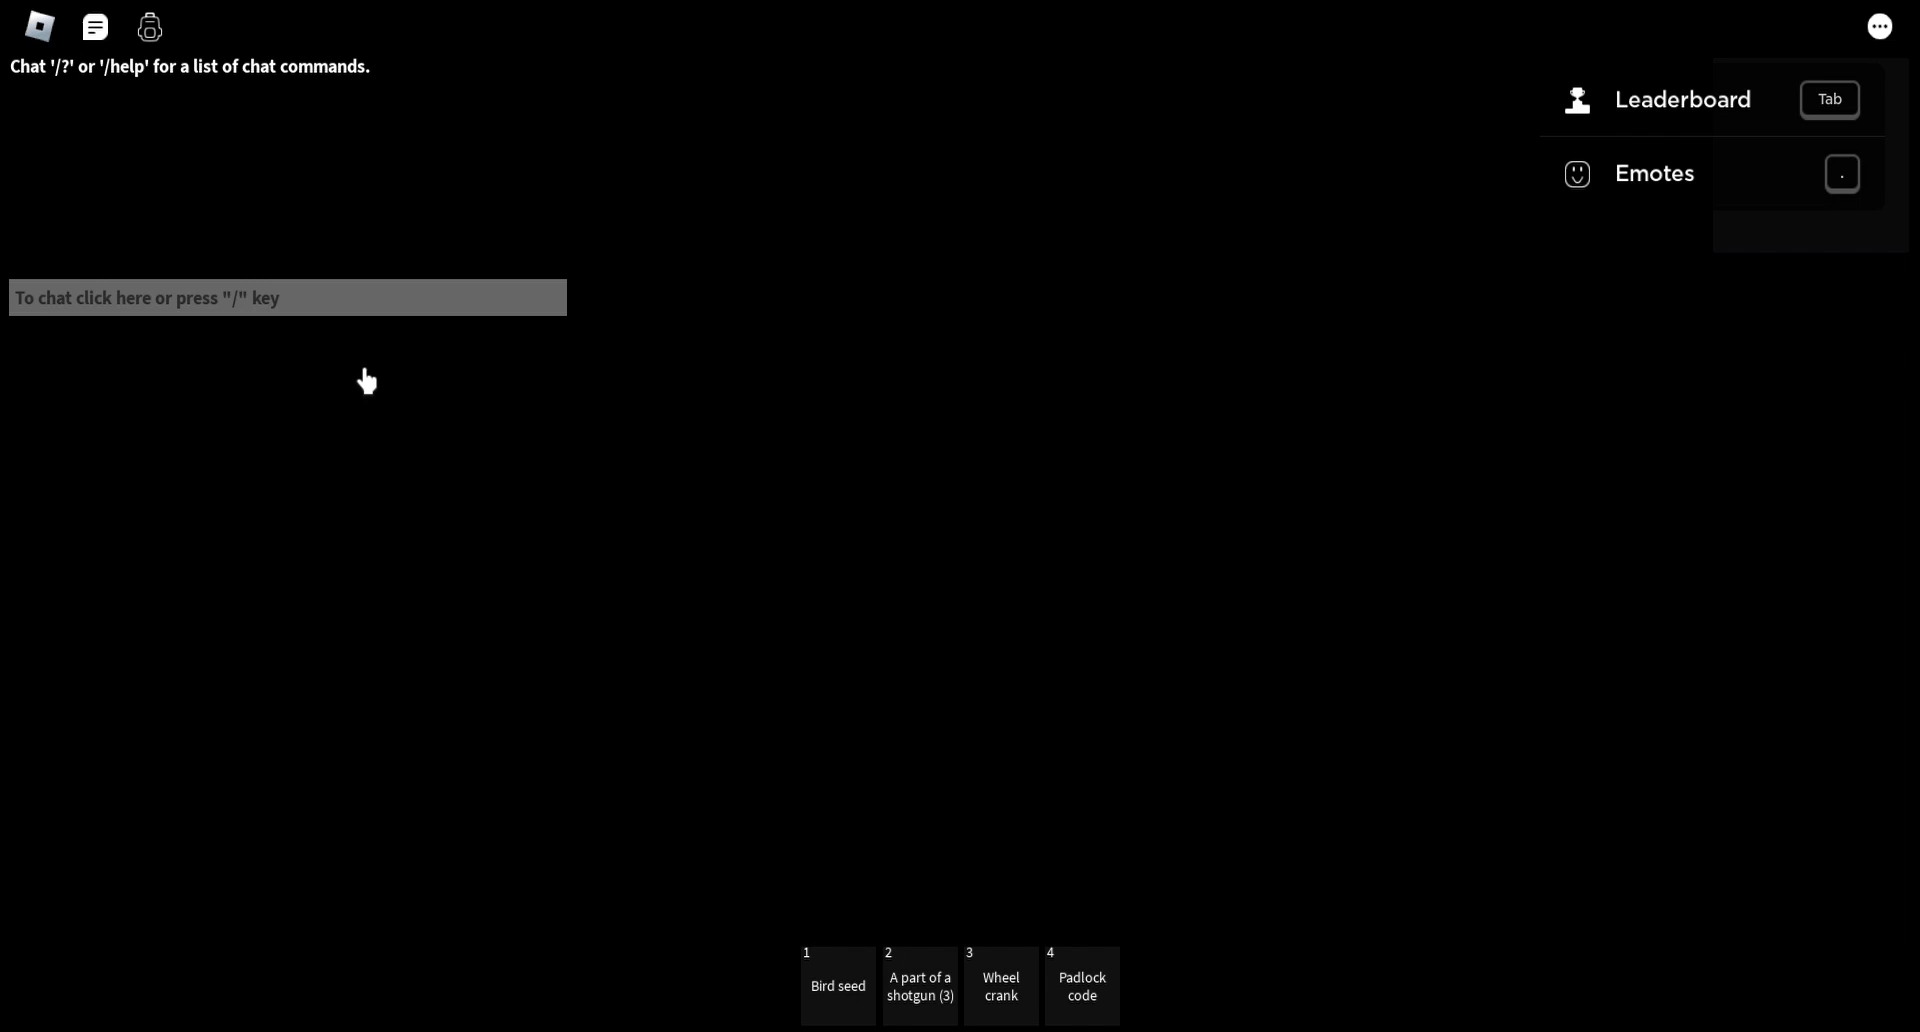 Chat '/?' or '/help' for a list of chat commands.
Leaderboard
Tab
Emotes
.
To chat click here or press "/" key
1
Bird seed
2
A part of a
shotgun (3)
3
Wheel
crank
4
Padlock
code